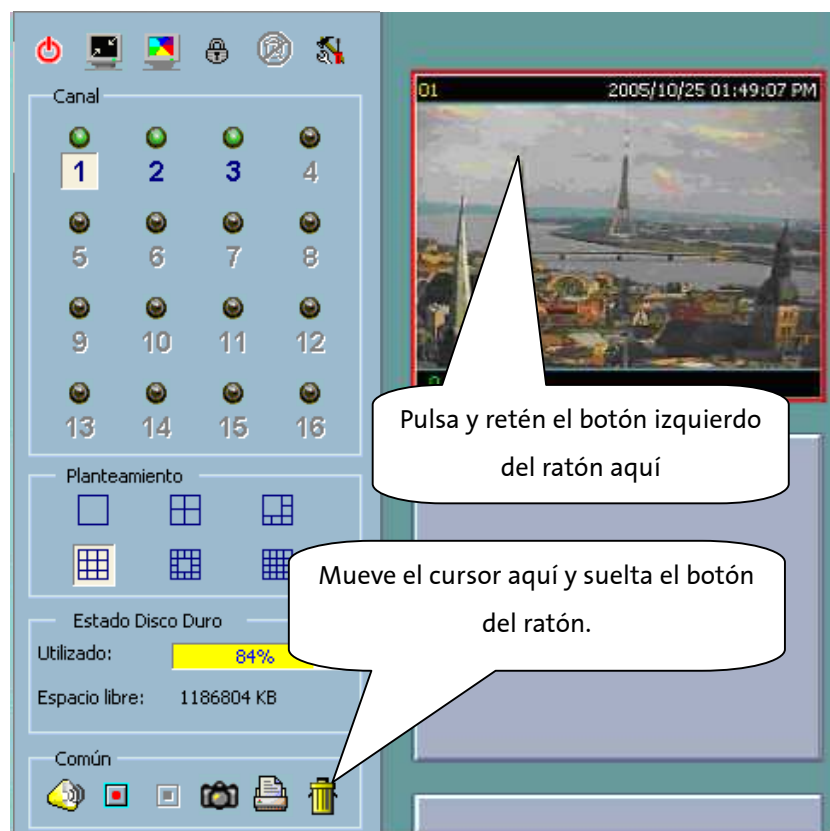 Canal
1 2 3 4
5 6 7 8
9 10 11 12
13 14 15 16
Planteamiento
Estado Disco Duro
Utilizado: 84%
Espacio libre: 1186804 KB
Común
01 2005/10/25 01:49:07 PM
Pulsa y retén el botón izquierdo
del ratón aquí
Mueve el cursor aquí y suelta el botón
del ratón.